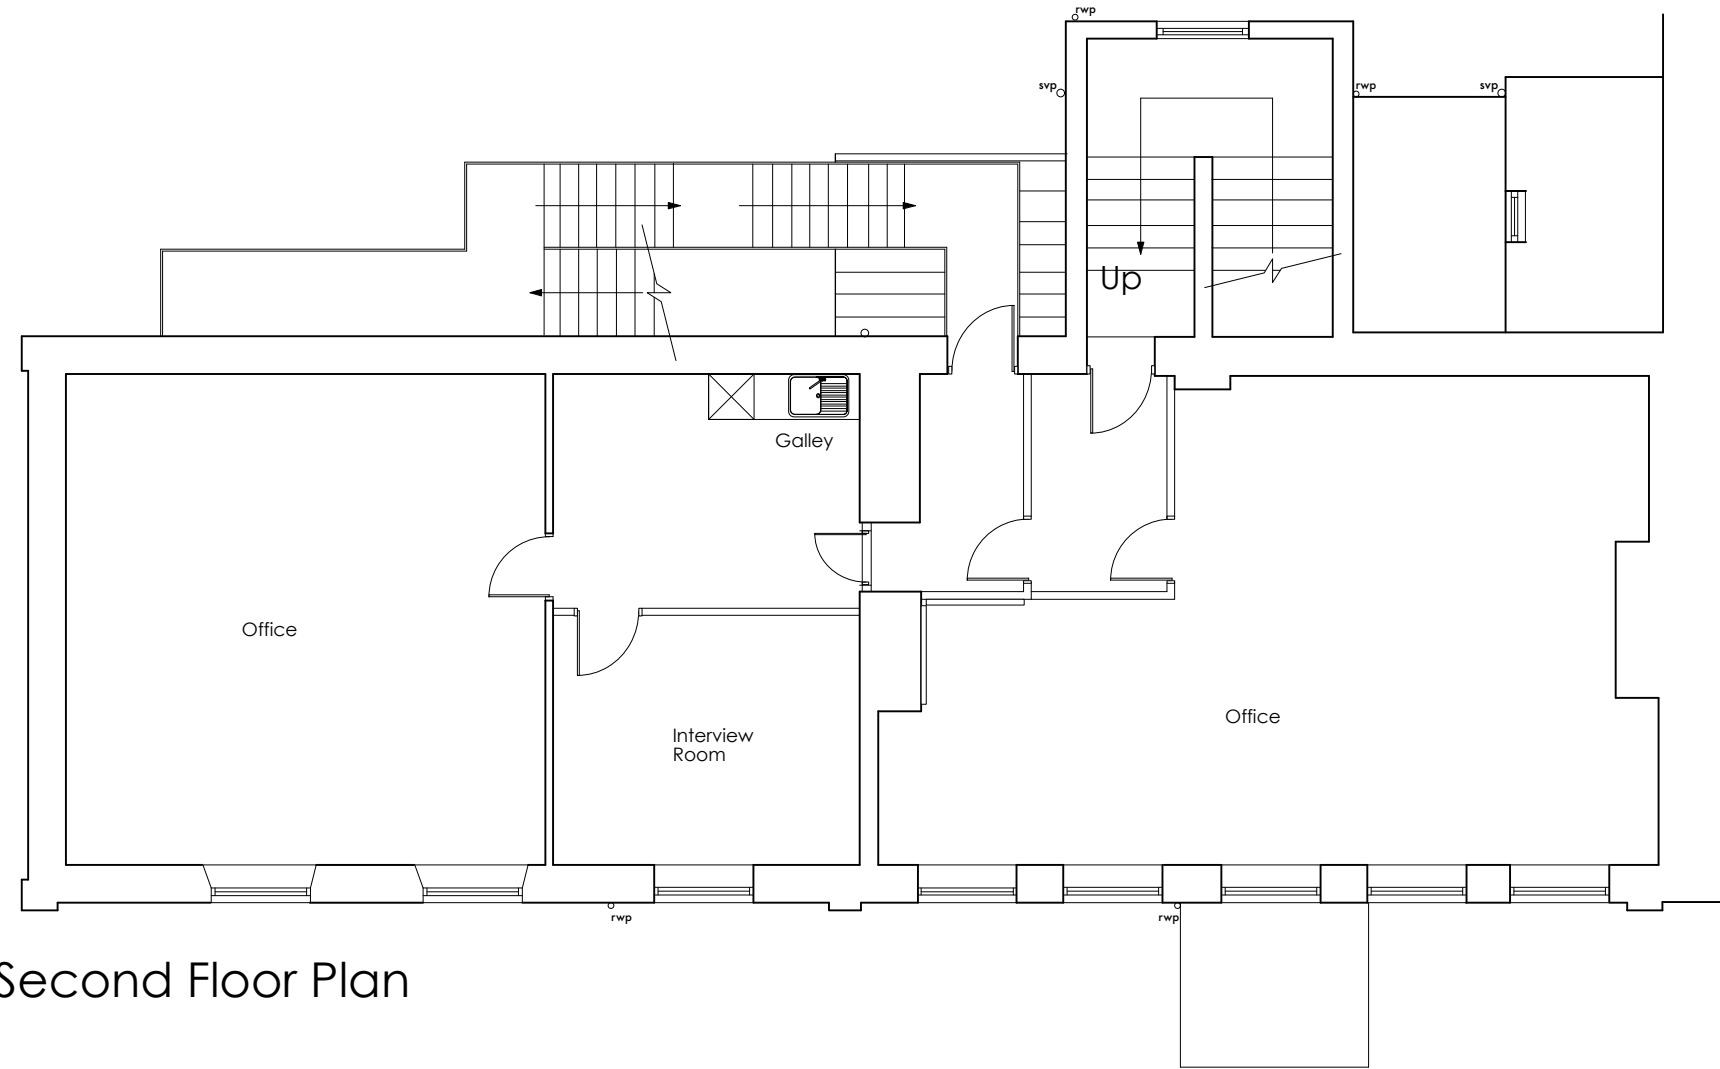 rwp
svp
rwp
svp
Up
Galley
Office
Office
Interview
Room
rwp
rwp
Second Floor Plan